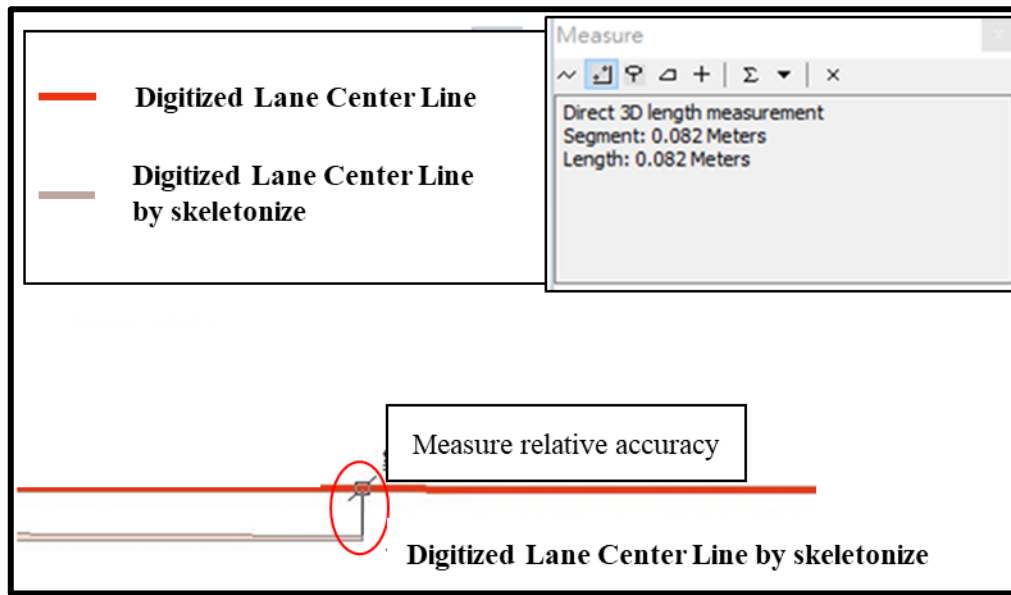 Digitized Lane Center Line
Digitized Lane Center Line
by skeletonize
Measure
Direct 3D length measurement
Segment: 0.082 Meters
Length: 0.082 Meters
Measure relative accuracy
Digitized Lane Center Line by skeletonize